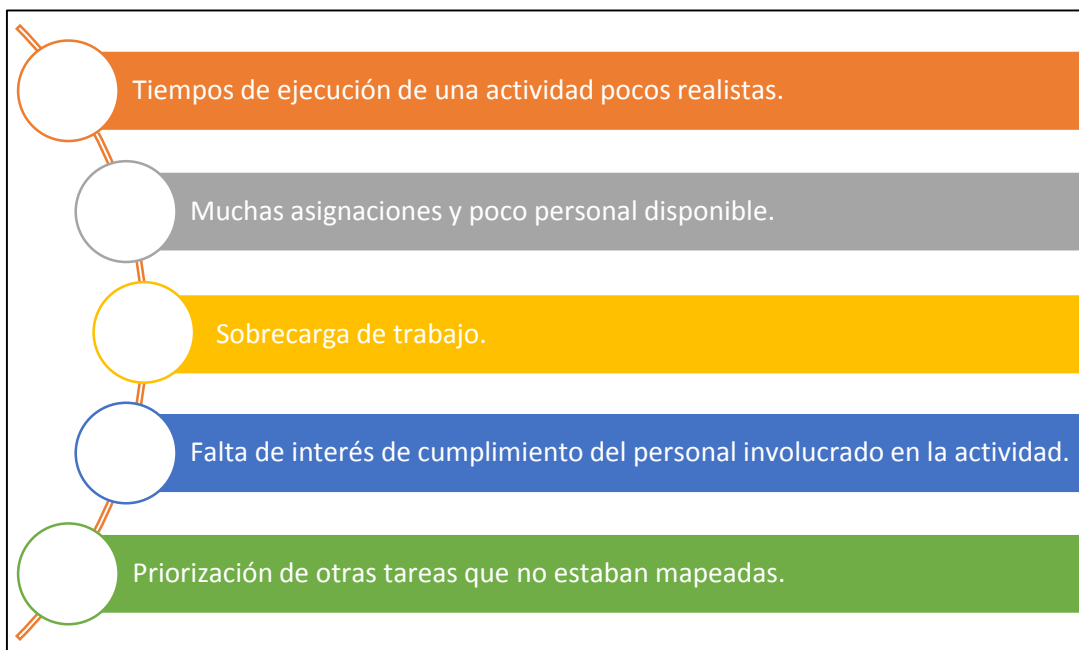 Tiempos de ejecución de una actividad pocos realistas.
Muchas asignaciones y poco personal disponible.
Sobrecarga de trabajo.
Falta de interés de cumplimiento del personal involucrado en la actividad.
Priorización de otras tareas que no estaban mapeadas.